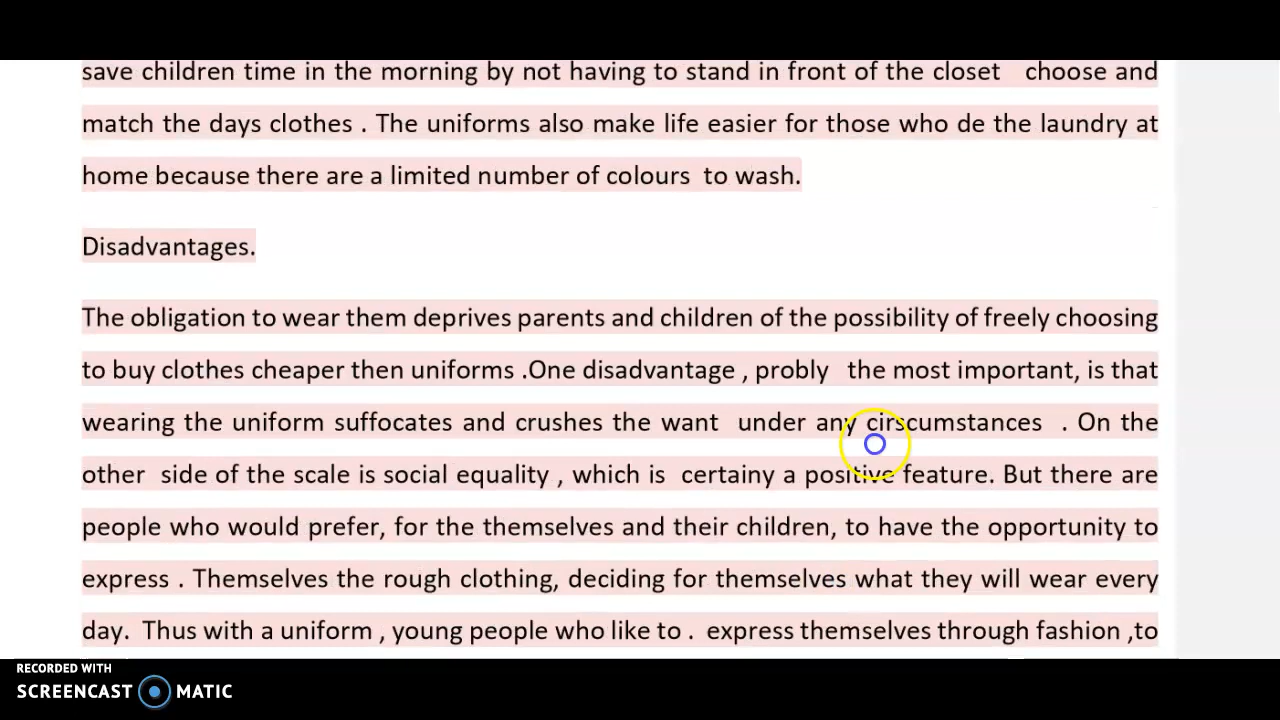 save children time in the morning by not having to stand in front of the closet choose and
match the days clothes . The uniforms also make life easier for those who de the laundry at
home because there are a limited number of colours to wash.
Disadvantages.
The obligation to wear them deprives parents and children of the possibility of freely choosing
to buy clothes cheaper then uniforms .One disadvantage , probly the most important, is that
wearing the uniform suffocates and crushes the want under any cirscumstances . On the
other side of the scale is social equality , which is certainy a positive feature. But there are
people who would prefer, for the themselves and their children, to have the opportunity to
express . Themselves the rough clothing, deciding for themselves what they will wear every
day. Thus with a uniform , young people who like to . express themselves through fashion ,to
RECORDED WITH
SCREENCAST MATIC